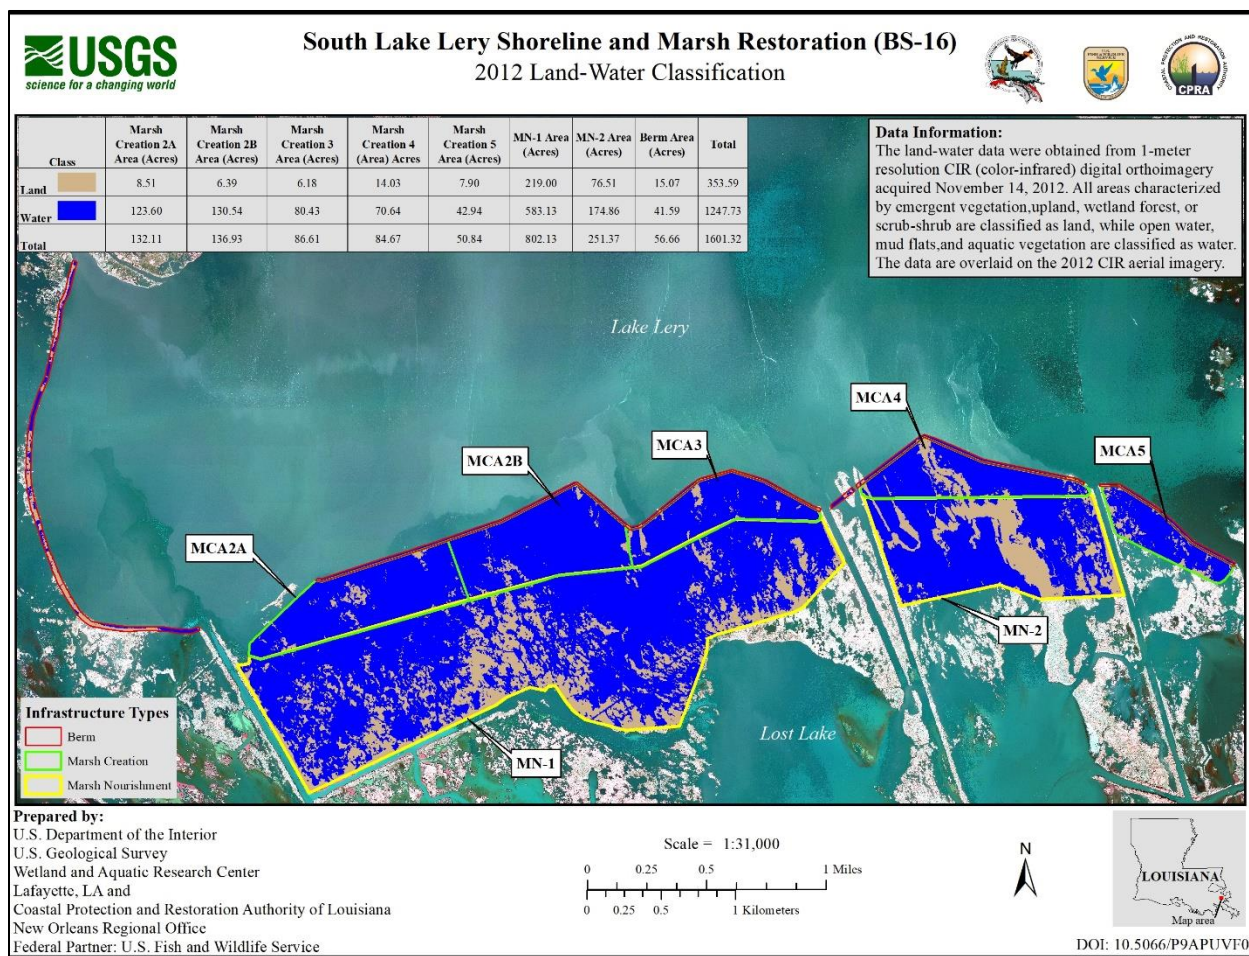 USGS
science for a changing world
South Lake Lery Shoreline and Marsh Restoration (BS-16)
2012 Land-Water Classification
COASTAL PROTECTION AND RESTORATION AUTHORITY
CPRA
Class Marsh Creation 2A Area (Acres) Marsh Creation 2B Area (Acres) Marsh Creation 3 Area (Acres) Marsh Creation 4 (Area) Acres Marsh Creation 5 Area (Acres) MN-1 Area (Acres) MN-2 Area (Acres) Berm Area (Acres) Total
Land 8.51 6.39 6.18 14.03 7.90 219.00 76.51 15.07 353.59
Water 123.60 130.54 80.43 70.64 42.94 583.13 174.86 41.59 1247.73
Total 132.11 136.93 86.61 84.67 50.84 802.13 251.37 56.66 1601.32
Data Information:
The land-water data were obtained from 1-meter
resolution CIR (color-infrared) digital orthoimagery
acquired November 14, 2012. All areas characterized
by emergent vegetation,upland, wetland forest, or
scrub-shrub are classified as land, while open water,
mud flats,and aquatic vegetation are classified as water.
The data are overlaid on the 2012 CIR aerial imagery.
Lake Lery
MCA4
MCA3
MCA5
MCA2B
MCA2A
MN-2
Lost Lake
MN-1
Infrastructure Types
Berm
Marsh Creation
Marsh Nourishment
Prepared by:
U.S. Department of the Interior
U.S. Geological Survey
Wetland and Aquatic Research Center
Lafayette, LA and
Coastal Protection and Restoration Authority of Louisiana
New Orleans Regional Office
Federal Partner: U.S. Fish and Wildlife Service
Scale = 1:31,000
0 0.25 0.5 1 Miles
0 0.25 0.5 1 Kilometers
N
LOUISIANA
Map area
DOI: 10.5066/P9APUVF0